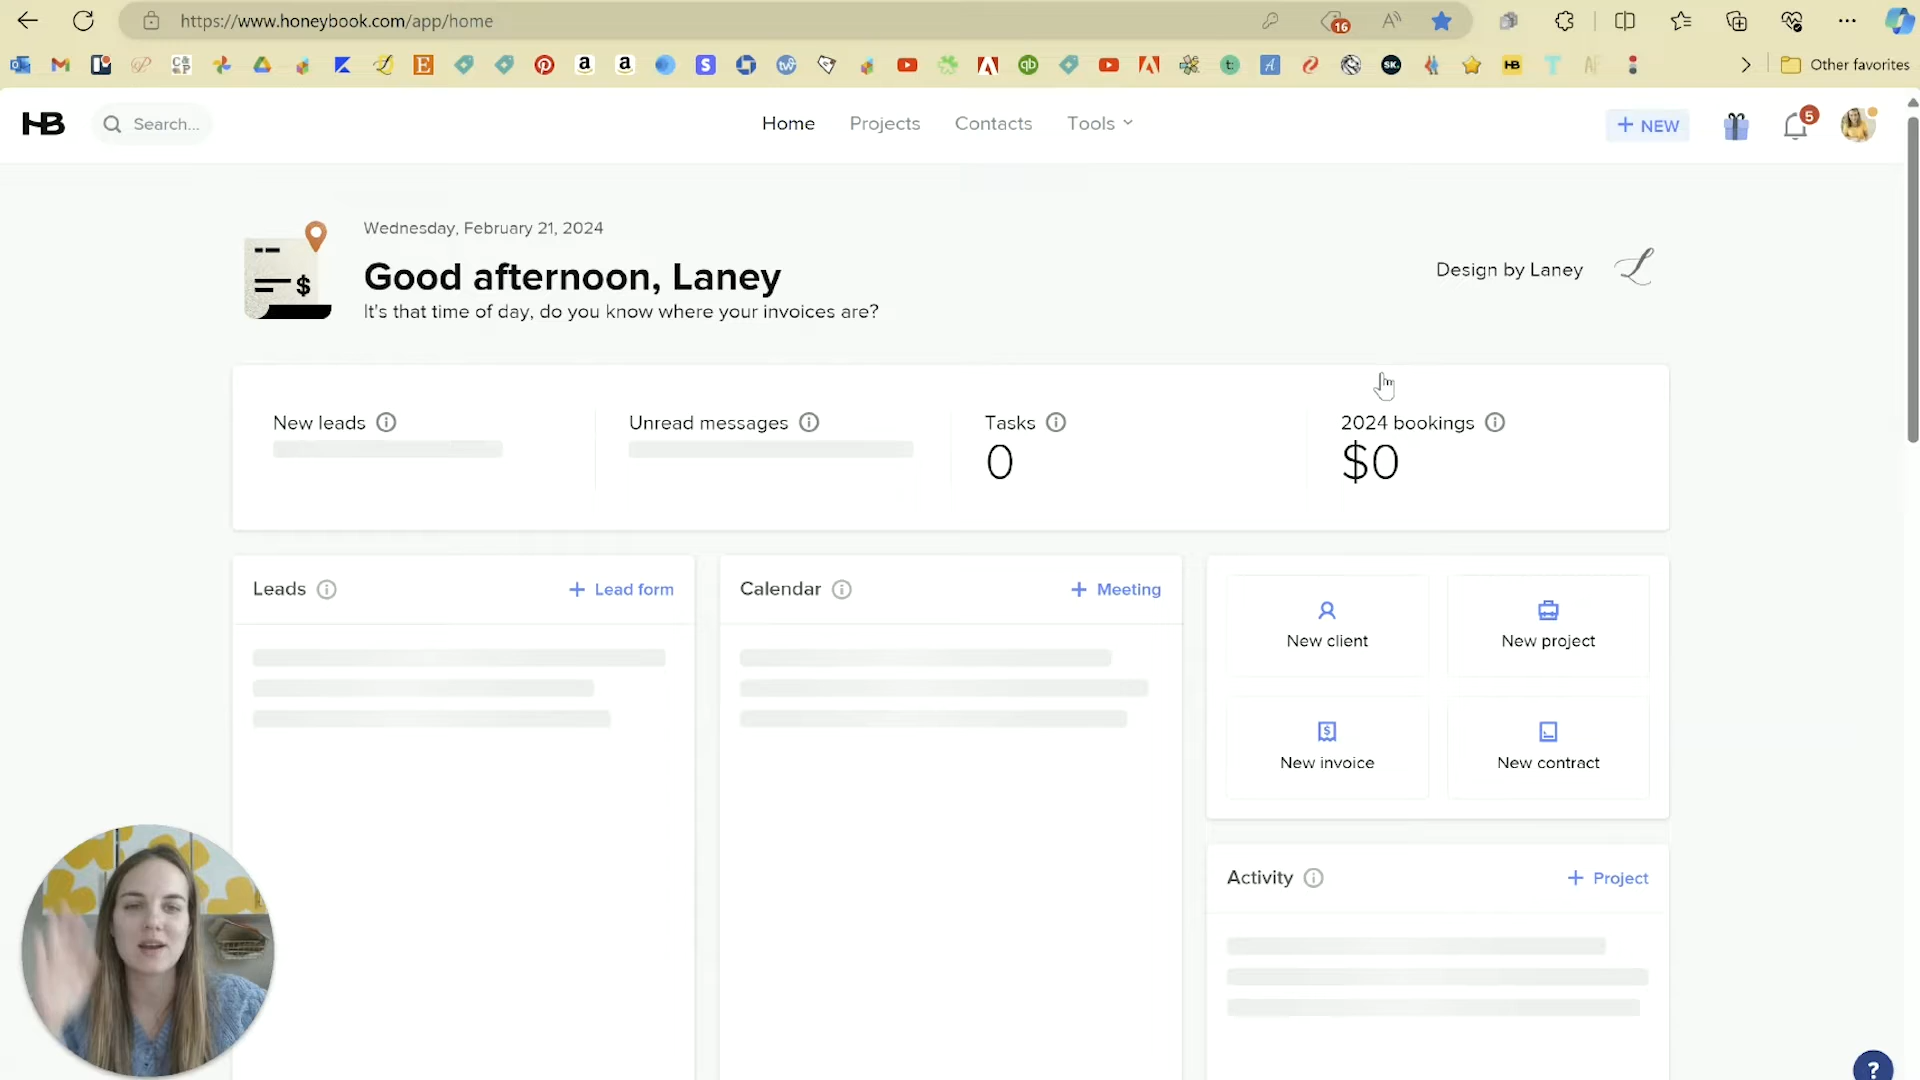 https://www.honeybook.com/app/home
16
Other favorites
HB
Search...
Home
Projects
Contacts
Tools
+ NEW
5
Wednesday, February 21, 2024
Good afternoon, Laney
It's that time of day, do you know where your invoices are?
Design by Laney
New leads
Unread messages
Tasks
0
2024 bookings
$0
Leads
+ Lead form
Calendar
+ Meeting
New client
New project
New invoice
New contract
Activity
+ Project
?